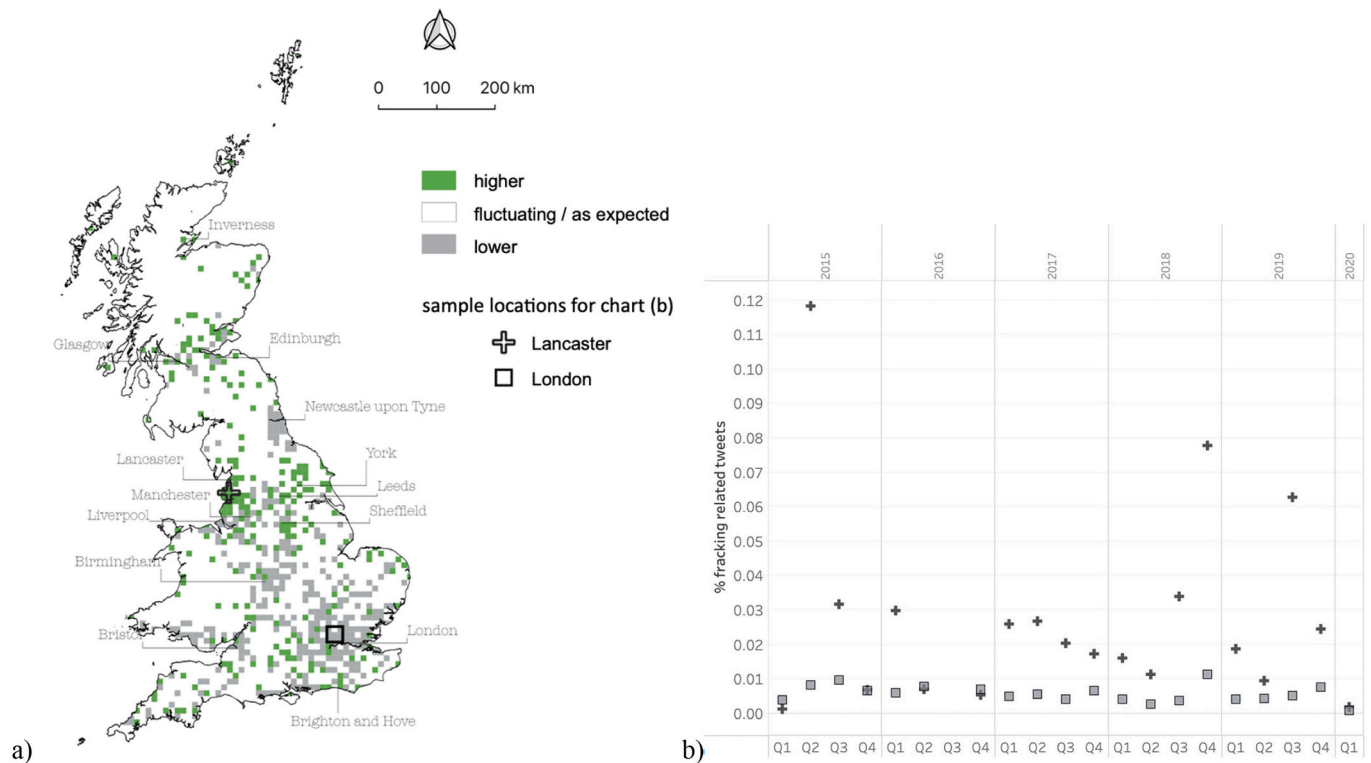 0 100 200 km
higher
fluctuating / as expected
lower
sample locations for chart (b)
Lancaster
London
Inverness
Glasgow
Edinburgh
Newcastle upon Tyne
Lancaster
York
Manchester
Leeds
Liverpool
Sheffield
Birmingham
Bristol
London
Brighton and Hove
a)
2015 2016 2017 2018 2019 2020
% fracking related tweets
0.12
0.11
0.10
0.09
0.08
0.07
0.06
0.05
0.04
0.03
0.02
0.01
0.00
Q1 Q2 Q3 Q4 Q1 Q2 Q3 Q4 Q1 Q2 Q3 Q4 Q1 Q2 Q3 Q4 Q1 Q2 Q3 Q4 Q1
b)